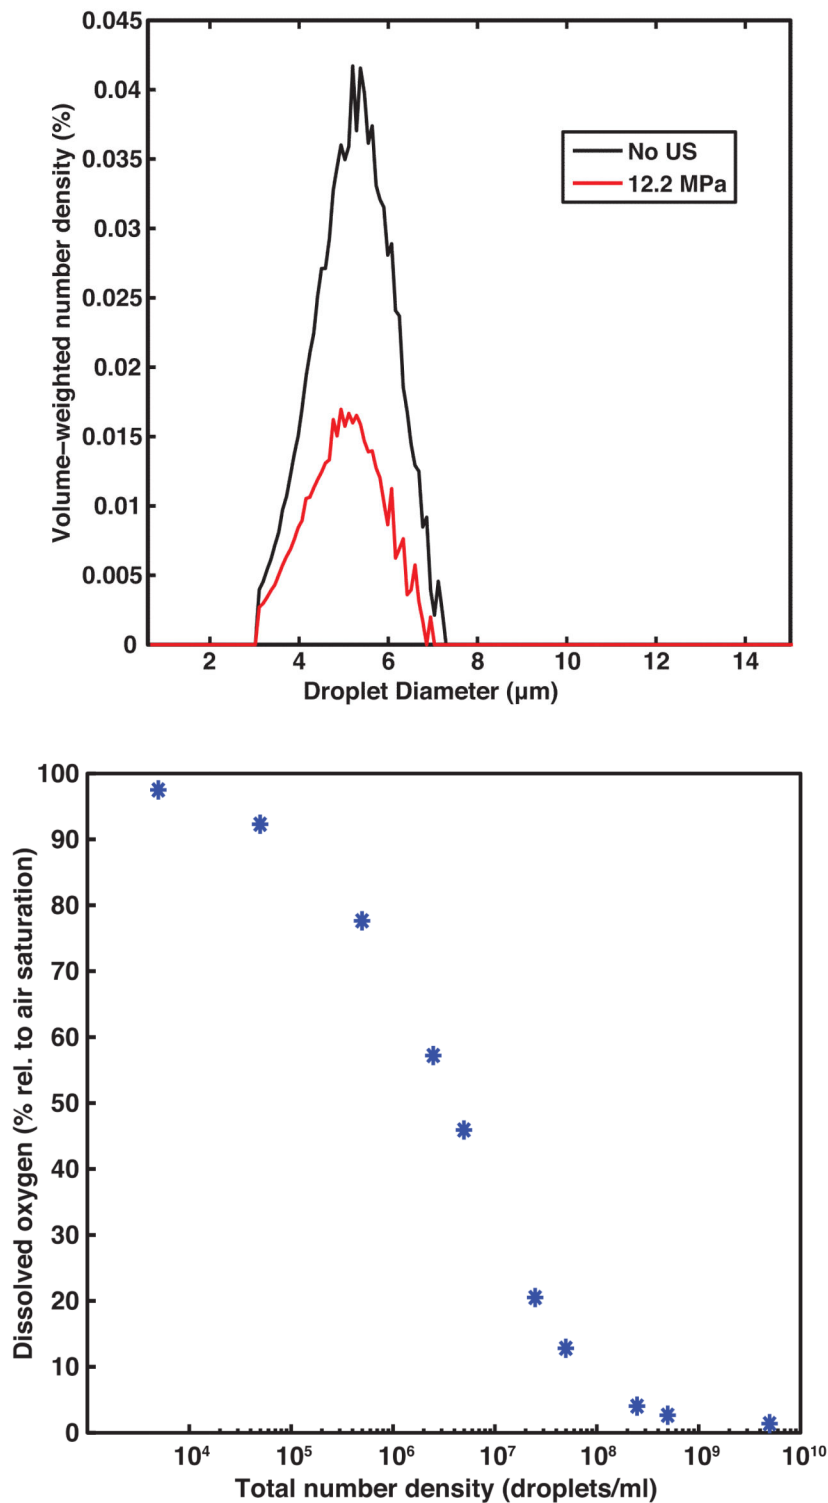 0.045
0.04
0.035
0.03
0.025
0.02
0.015
0.01
0.005
0
Volume–weighted number density (%)
No US
12.2 MPa
2 4 6 8 10 12 14
Droplet Diameter (µm)
100
90
80
70
60
50
40
30
20
10
0
Dissolved oxygen (% rel. to air saturation)
10⁴ 10⁵ 10⁶ 10⁷ 10⁸ 10⁹ 10¹⁰
Total number density (droplets/ml)